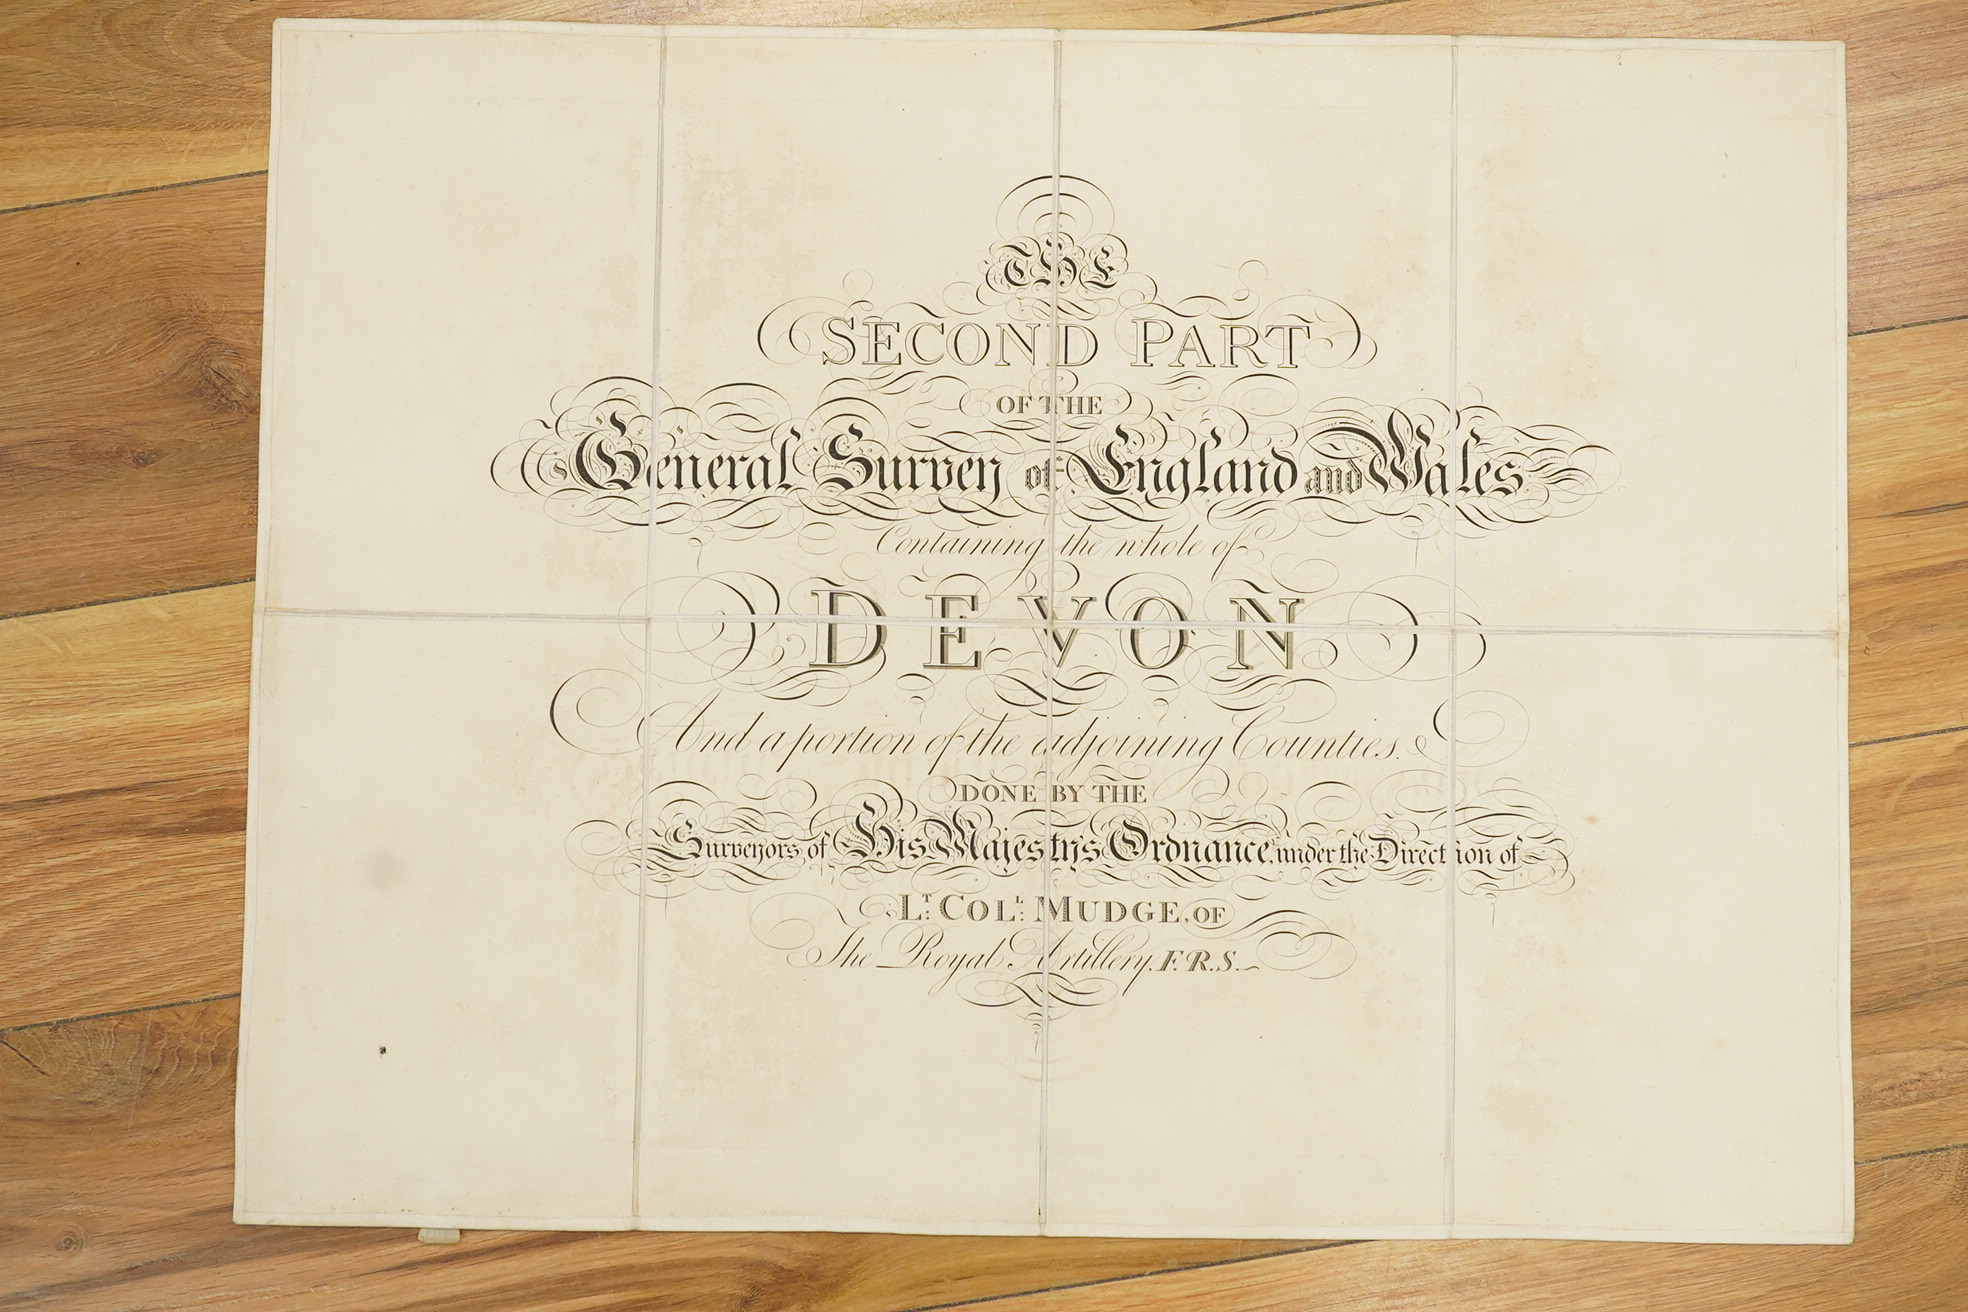 THE
SECOND PART
OF THE
General Survey of England and Wales
Containing the whole of
DEVON
And a portion of the adjoining Counties.
DONE BY THE
Surveyors of His Majesty's Ordnance, under the Direction of
LT. COLL. MUDGE, OF
The Royal Artillery. F.R.S.